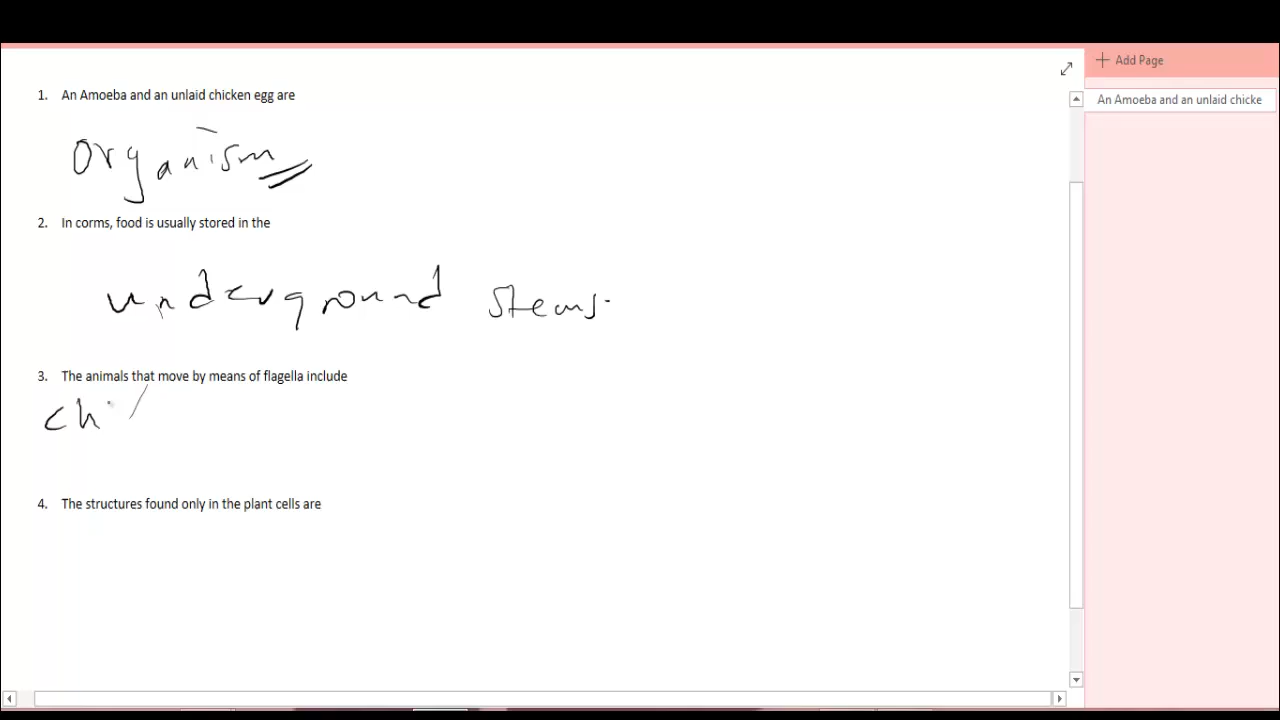 Add Page
1. An Amoeba and an unlaid chicken egg are
An Amoeba and an unlaid chicke
Organism
2. In corms, food is usually stored in the
underground stems.
3. The animals that move by means of flagella include
chi
4. The structures found only in the plant cells are